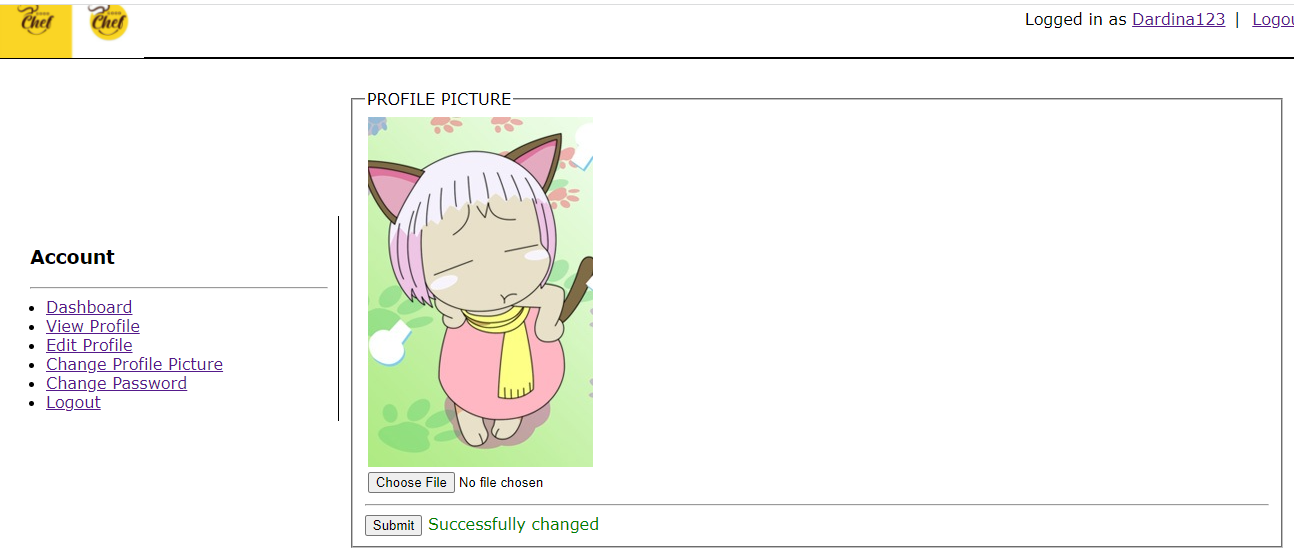 Chef
Chef
Logged in as Dardina123 | Logou
PROFILE PICTURE
Account
Dashboard
View Profile
Edit Profile
Change Profile Picture
Change Password
Logout
Choose File No file chosen
Submit Successfully changed